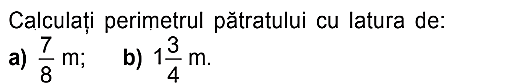 Calculați perimetrul pătratului cu latura de:
a) 7/8 m; b) 1 3/4 m.